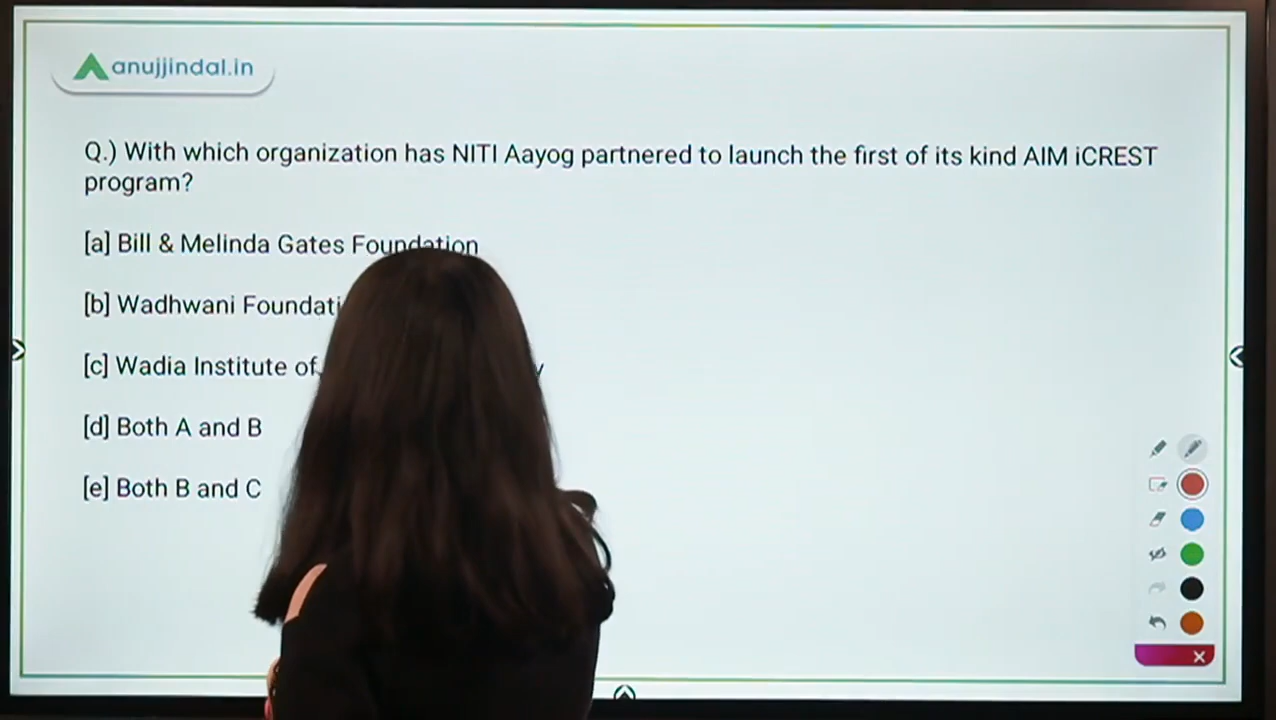 anujjindal.in
Q.) With which organization has NITI Aayog partnered to launch the first of its kind AIM iCREST
program?
[a] Bill & Melinda Gates Foundation
[b] Wadhwani
[c] Wadia Institute of
[d] Both A and B
[e] Both B and C